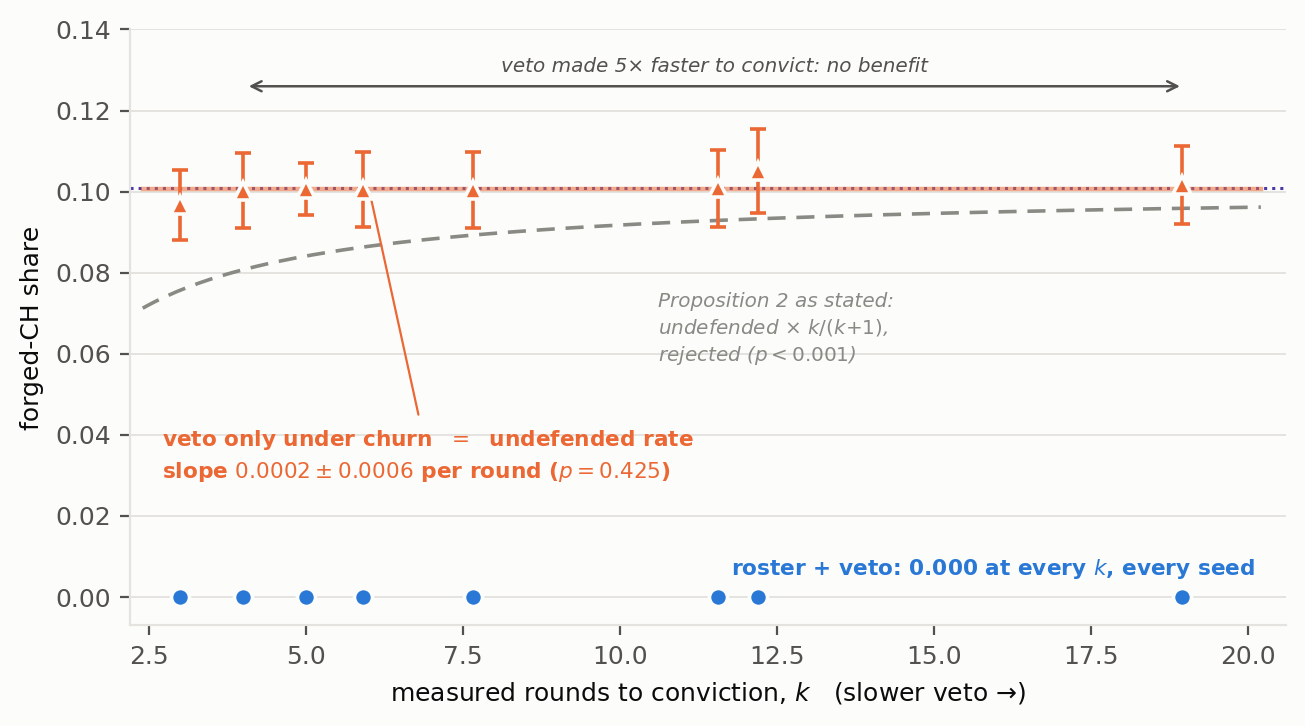 0.14
0.12
0.10
0.08
0.06
0.04
0.02
0.00
forged-CH share
veto made 5× faster to convict: no benefit
Proposition 2 as stated:
undefended × k/(k+1),
rejected (p < 0.001)
veto only under churn = undefended rate
slope 0.0002 ± 0.0006 per round (p = 0.425)
roster + veto: 0.000 at every k, every seed
2.5 5.0 7.5 10.0 12.5 15.0 17.5 20.0
measured rounds to conviction, k (slower veto →)